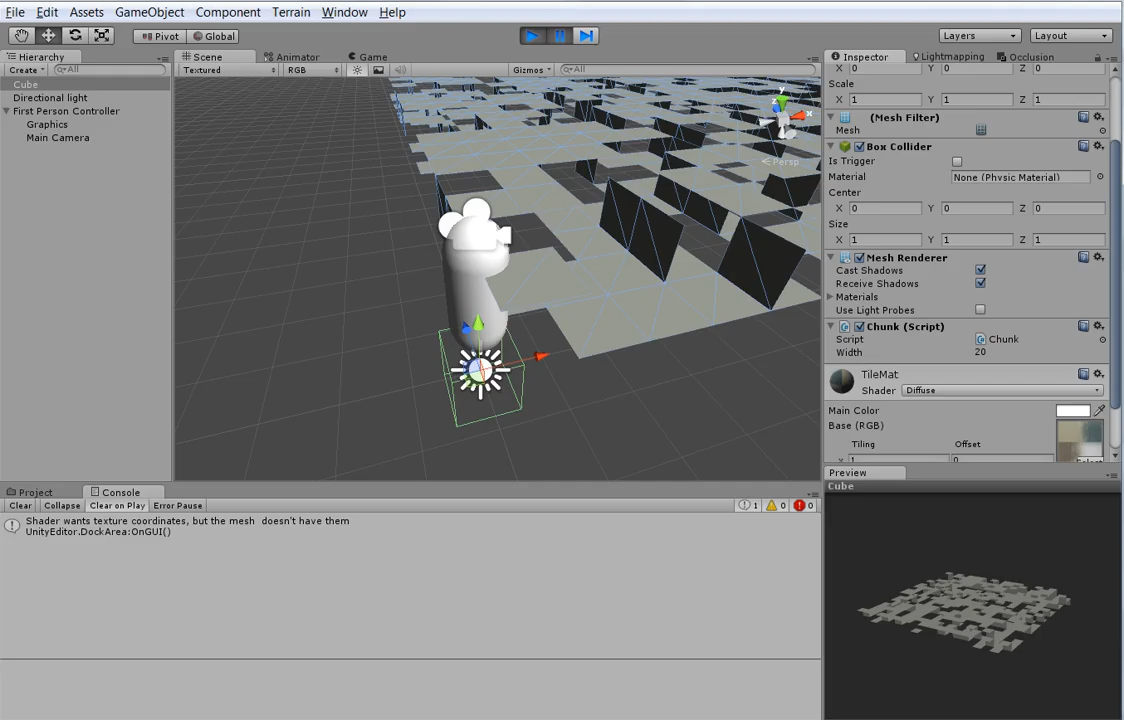 File Edit Assets GameObject Component Terrain Window Help
Pivot Global Layers Layout
Hierarchy
Create All
Cube
Directional light
First Person Controller
Graphics
Main Camera
Scene Animator Game
Textured RGB Gizmos All
y
z
x
Persp
Inspector Lightmapping Occlusion
X 0 Y 0 Z 0
Scale
X 1 Y 1 Z 1
(Mesh Filter)
Mesh
Box Collider
Is Trigger
Material None (Physic Material)
Center
X 0 Y 0 Z 0
Size
X 1 Y 1 Z 1
Mesh Renderer
Cast Shadows
Receive Shadows
Materials
Use Light Probes
Chunk (Script)
Script Chunk
Width 20
TileMat
Shader Diffuse
Main Color
Base (RGB)
Tiling Offset
x 1 0
Select
Preview
Cube
Project Console
Clear Collapse Clear on Play Error Pause 1 0 0
Shader wants texture coordinates, but the mesh doesn't have them
UnityEditor.DockArea:OnGUI()